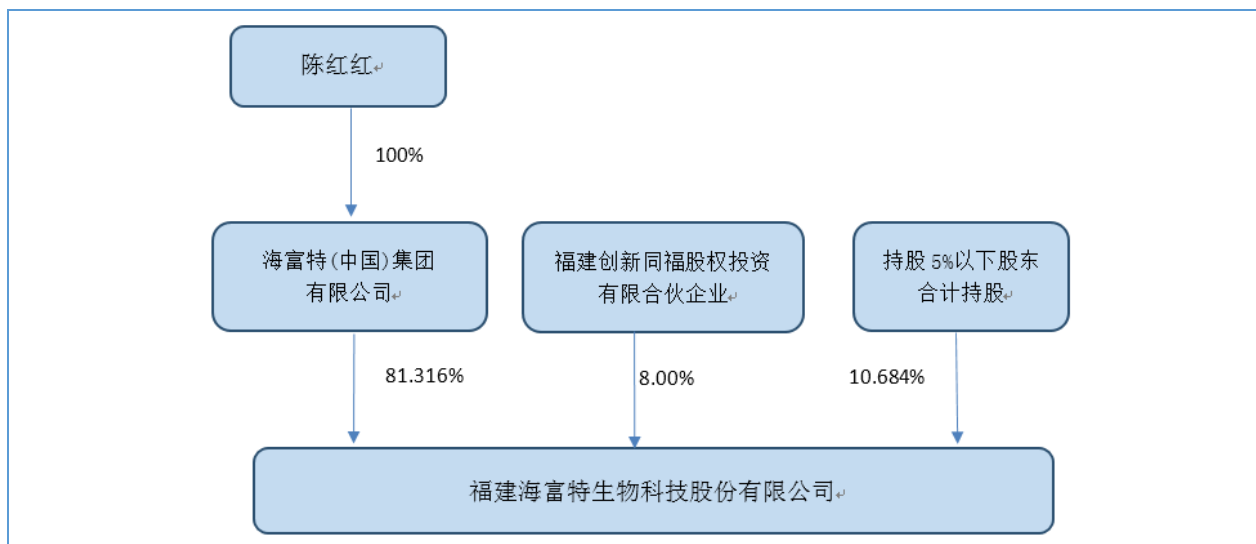 陈红红
100%
海富特(中国)集团
有限公司
福建创新同福股权投资
有限合伙企业
持股 5%以下股东
合计持股
81.316%
8.00%
10.684%
福建海富特生物科技股份有限公司